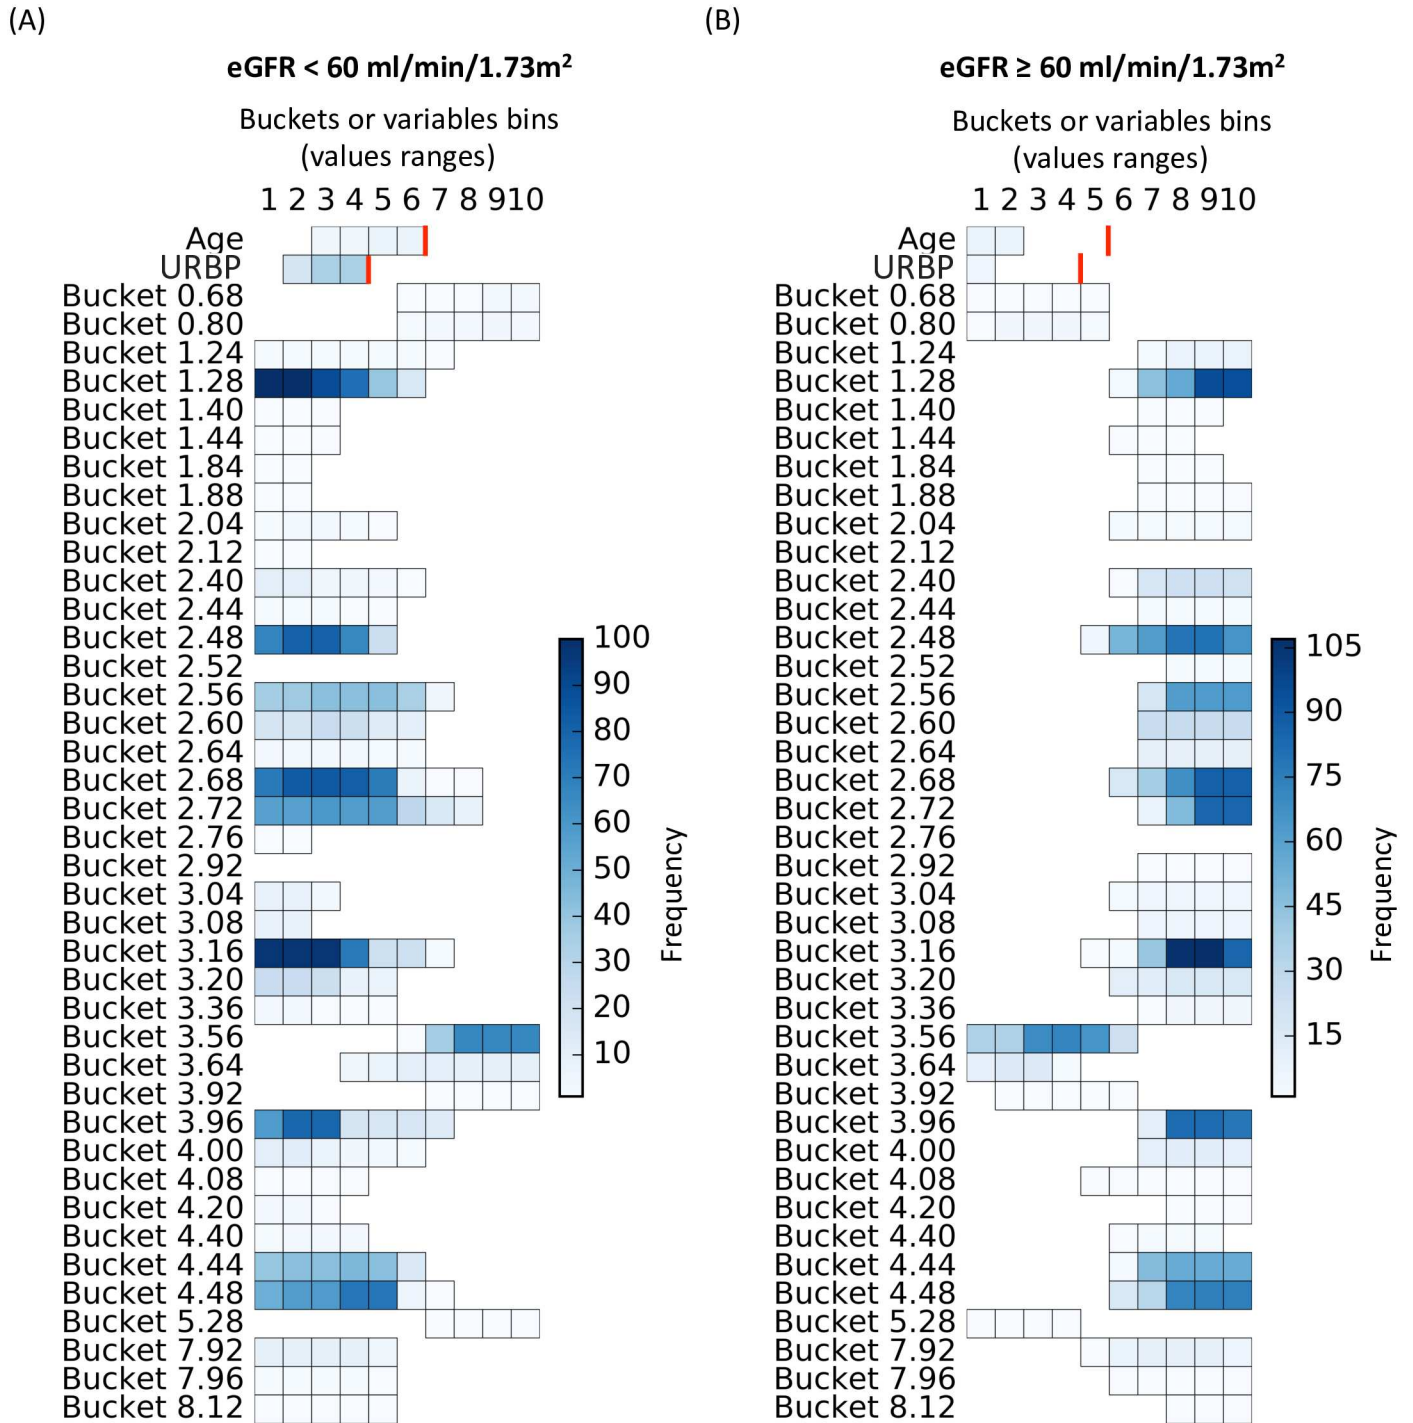 (A)
eGFR < 60 ml/min/1.73m²
Buckets or variables bins
(values ranges)
1 2 3 4 5 6 7 8 9 10
Age
URBP
Bucket 0.68
Bucket 0.80
Bucket 1.24
Bucket 1.28
Bucket 1.40
Bucket 1.44
Bucket 1.84
Bucket 1.88
Bucket 2.04
Bucket 2.12
Bucket 2.40
Bucket 2.44
Bucket 2.48
Bucket 2.52
Bucket 2.56
Bucket 2.60
Bucket 2.64
Bucket 2.68
Bucket 2.72
Bucket 2.76
Bucket 2.92
Bucket 3.04
Bucket 3.08
Bucket 3.16
Bucket 3.20
Bucket 3.36
Bucket 3.56
Bucket 3.64
Bucket 3.92
Bucket 3.96
Bucket 4.00
Bucket 4.08
Bucket 4.20
Bucket 4.40
Bucket 4.44
Bucket 4.48
Bucket 5.28
Bucket 7.92
Bucket 7.96
Bucket 8.12
100
90
80
70
60
50
40
30
20
10
Frequency
(B)
eGFR ≥ 60 ml/min/1.73m²
Buckets or variables bins
(values ranges)
1 2 3 4 5 6 7 8 9 10
Age
URBP
Bucket 0.68
Bucket 0.80
Bucket 1.24
Bucket 1.28
Bucket 1.40
Bucket 1.44
Bucket 1.84
Bucket 1.88
Bucket 2.04
Bucket 2.12
Bucket 2.40
Bucket 2.44
Bucket 2.48
Bucket 2.52
Bucket 2.56
Bucket 2.60
Bucket 2.64
Bucket 2.68
Bucket 2.72
Bucket 2.76
Bucket 2.92
Bucket 3.04
Bucket 3.08
Bucket 3.16
Bucket 3.20
Bucket 3.36
Bucket 3.56
Bucket 3.64
Bucket 3.92
Bucket 3.96
Bucket 4.00
Bucket 4.08
Bucket 4.20
Bucket 4.40
Bucket 4.44
Bucket 4.48
Bucket 5.28
Bucket 7.92
Bucket 7.96
Bucket 8.12
105
90
75
60
45
30
15
Frequency